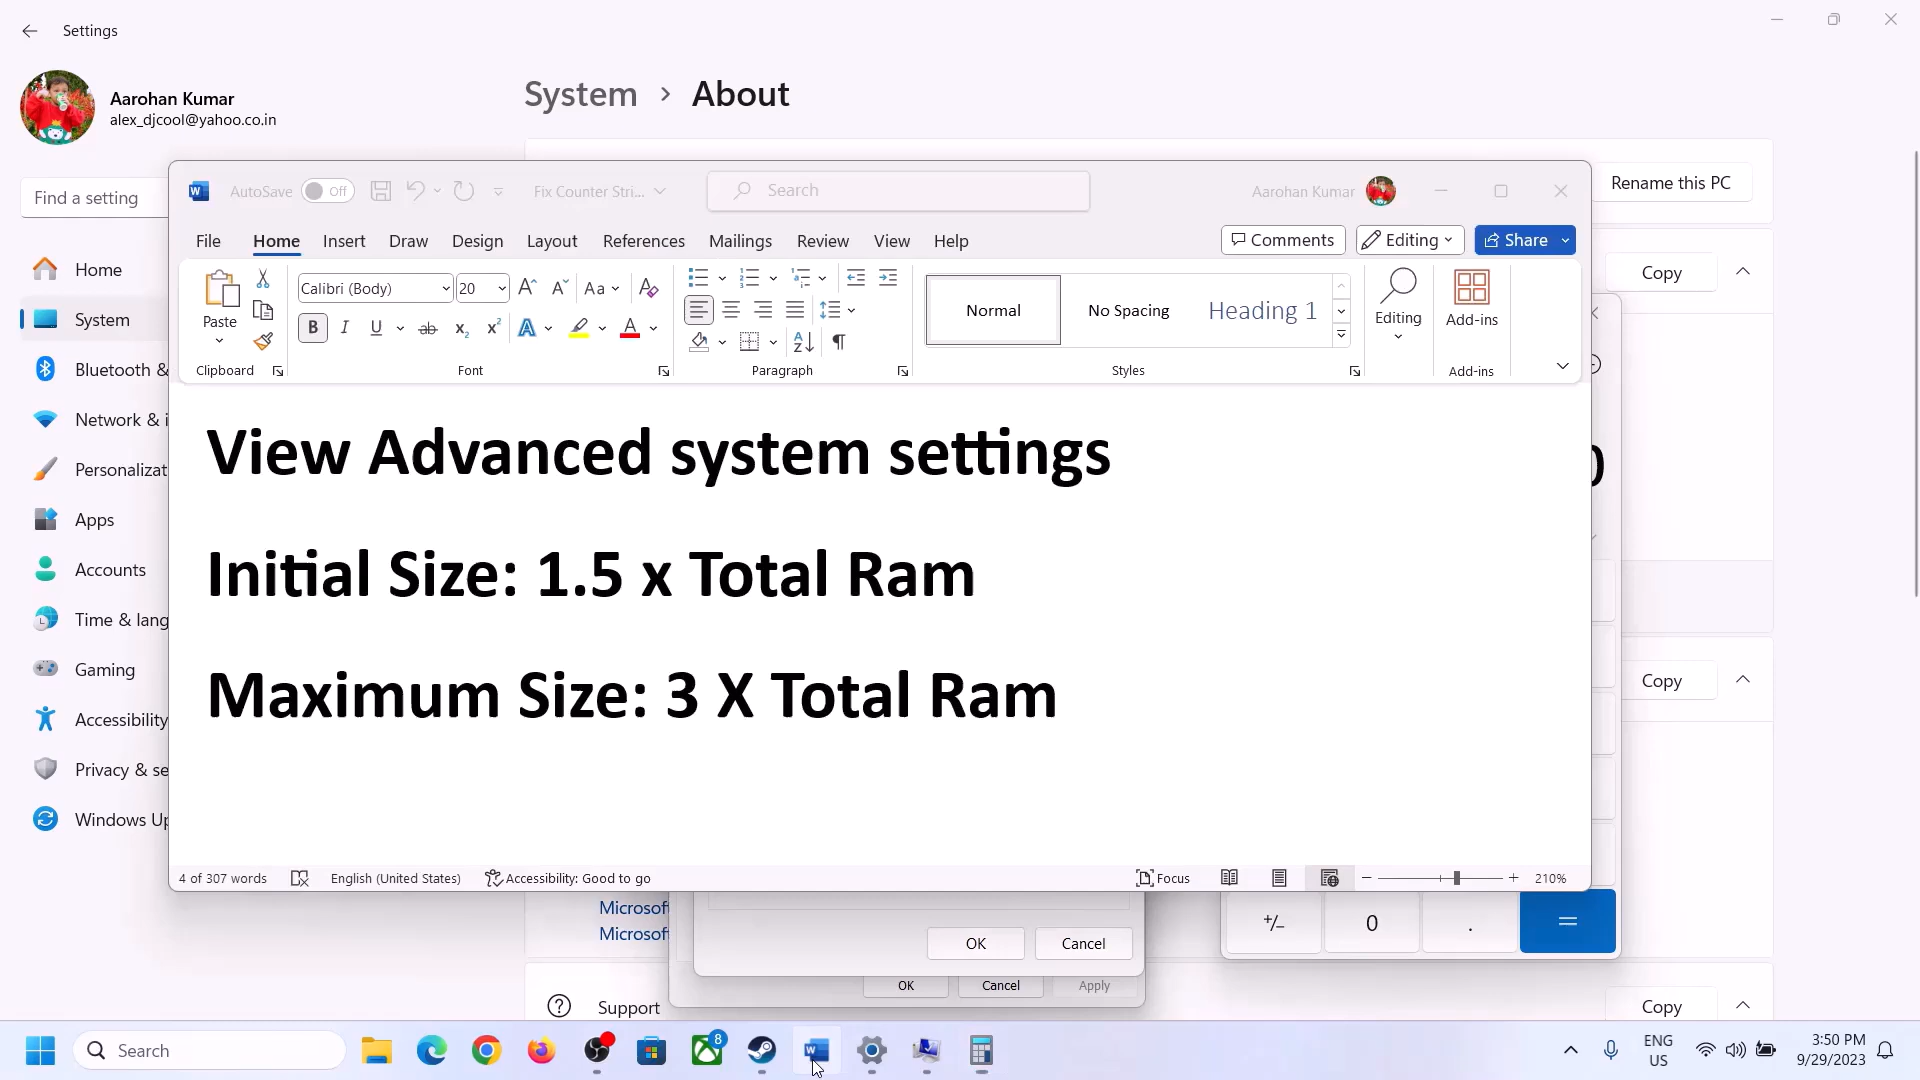 Settings
Aarohan Kumar
alex_djcool@yahoo.co.in
System > About
Find a setting
Home
System
Bluetooth &
Network & i
Personalizat
Apps
Accounts
Time & lang
Gaming
Accessibility
Privacy & se
Windows Up
Rename this PC
Copy
Copy
Copy
AutoSave Off
Fix Counter Stri...
Search
Aarohan Kumar
File Home Insert Draw Design Layout References Mailings Review View Help
Comments Editing Share
Paste
Calibri (Body) 20
Normal No Spacing Heading 1
Editing
Add-ins
Clipboard Font Paragraph Styles Add-ins
View Advanced system settings
Initial Size: 1.5 x Total Ram
Maximum Size: 3 X Total Ram
4 of 307 words English (United States) Accessibility: Good to go Focus 210%
Microsof
Microsof
OK Cancel
OK Cancel Apply
+/− 0 . =
Support
Search
8
ENG
US
3:50 PM
9/29/2023